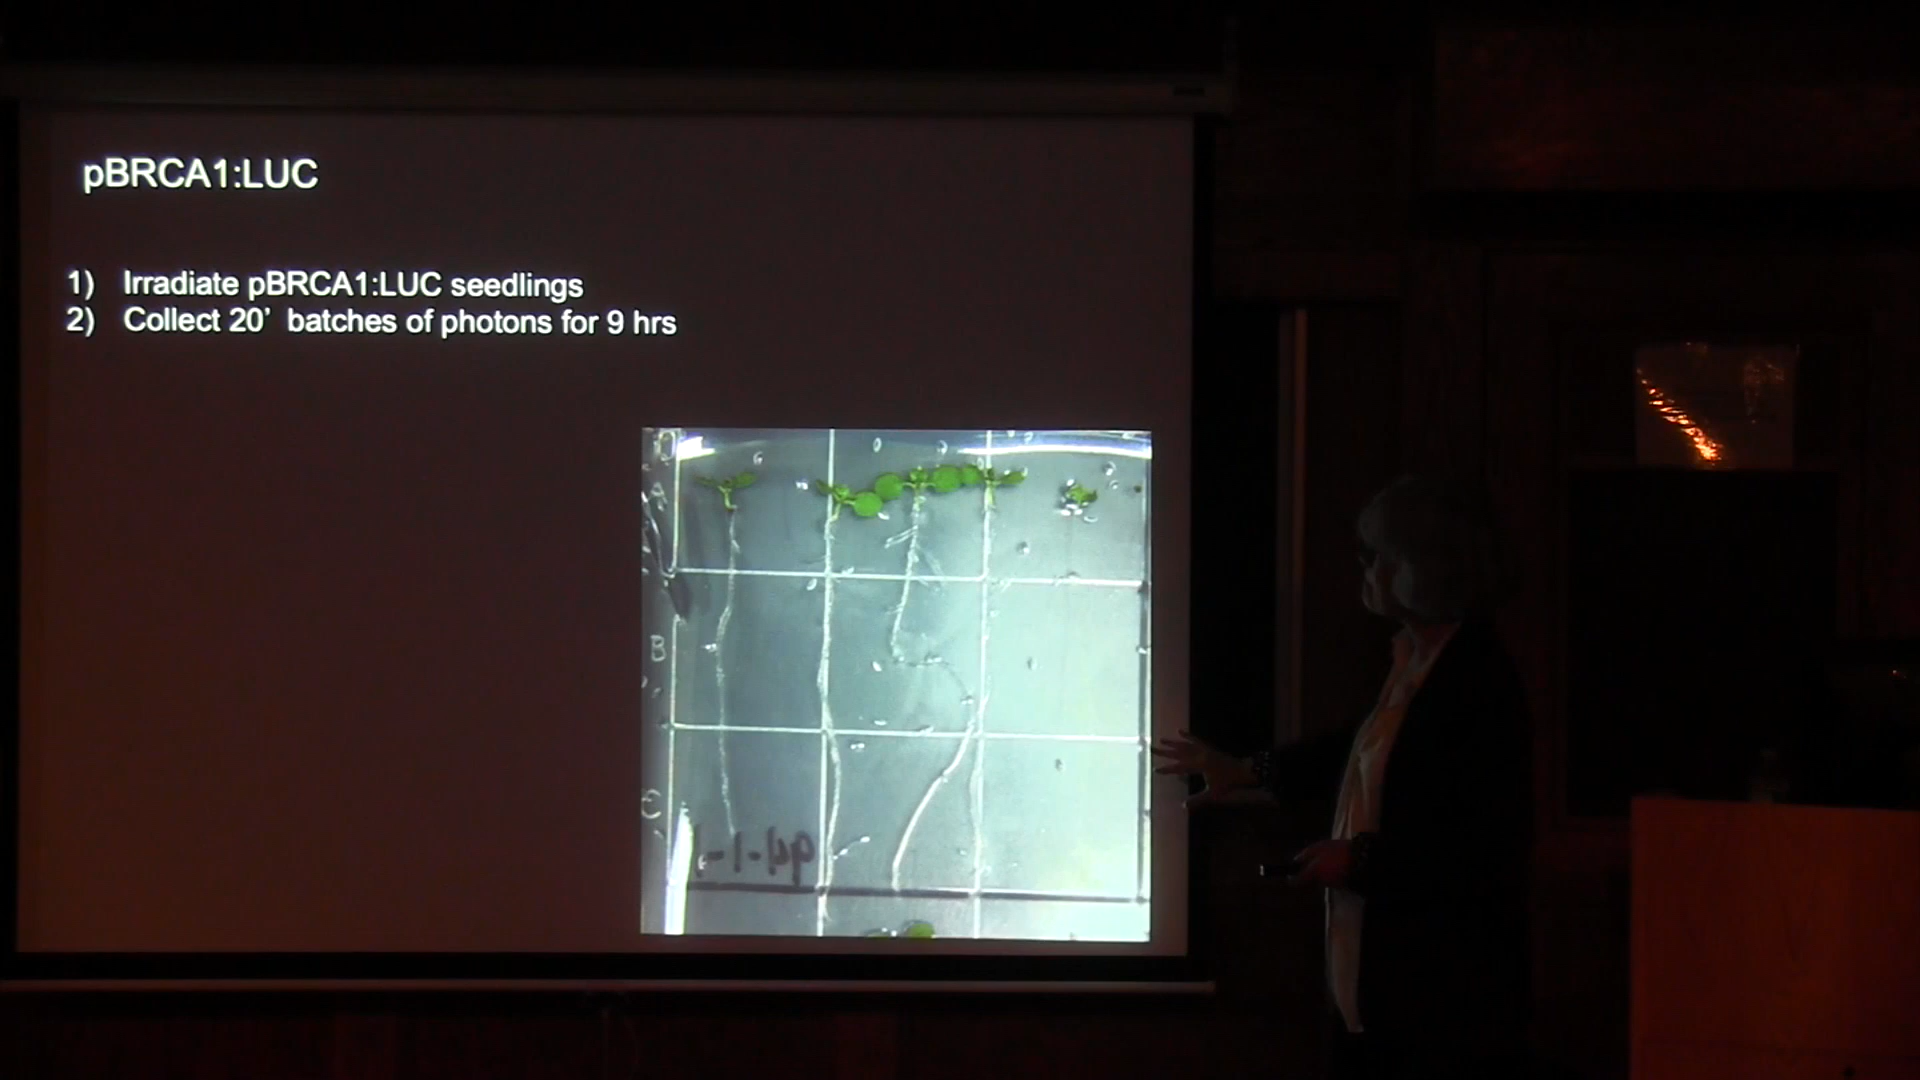 pBRCA1:LUC
1) Irradiate pBRCA1:LUC seedlings
2) Collect 20' batches of photons for 9 hrs
A
B
C